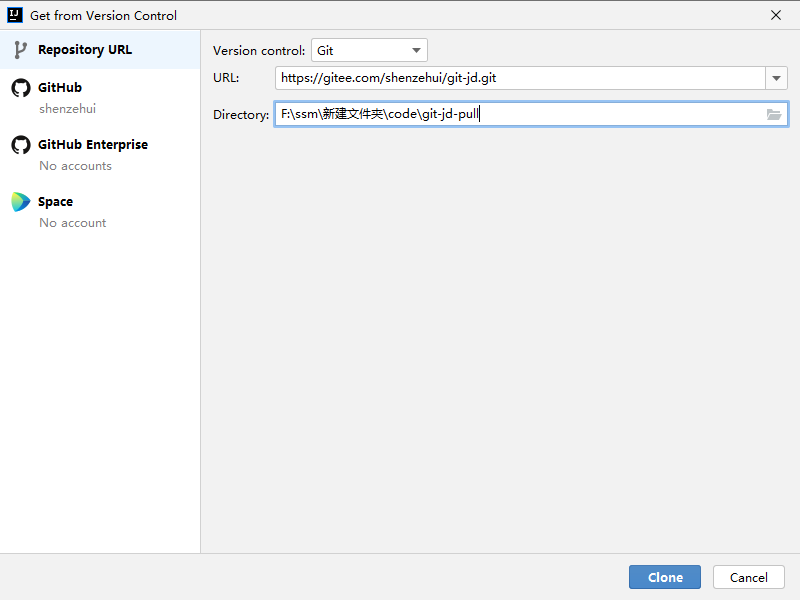 IJ Get from Version Control
Repository URL
GitHub
shenzehui
GitHub Enterprise
No accounts
Space
No account
Version control: Git
URL: https://gitee.com/shenzehui/git-jd.git
Directory: F:\ssm\新建文件夹\code\git-jd-pull
Clone Cancel